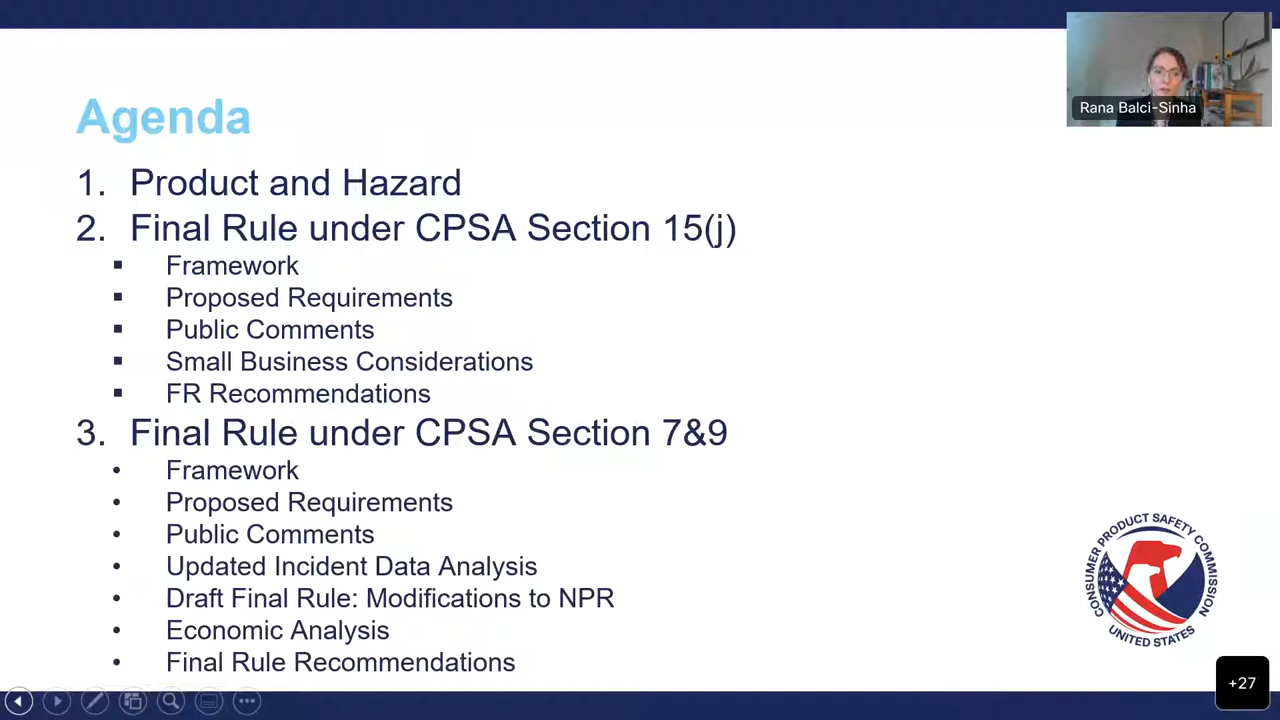 Agenda
1. Product and Hazard
2. Final Rule under CPSA Section 15(j)
▪ Framework
▪ Proposed Requirements
▪ Public Comments
▪ Small Business Considerations
▪ FR Recommendations
3. Final Rule under CPSA Section 7&9
• Framework
• Proposed Requirements
• Public Comments
• Updated Incident Data Analysis
• Draft Final Rule: Modifications to NPR
• Economic Analysis
• Final Rule Recommendations
Rana Balci-Sinha
CONSUMER PRODUCT SAFETY COMMISSION
UNITED STATES
+27